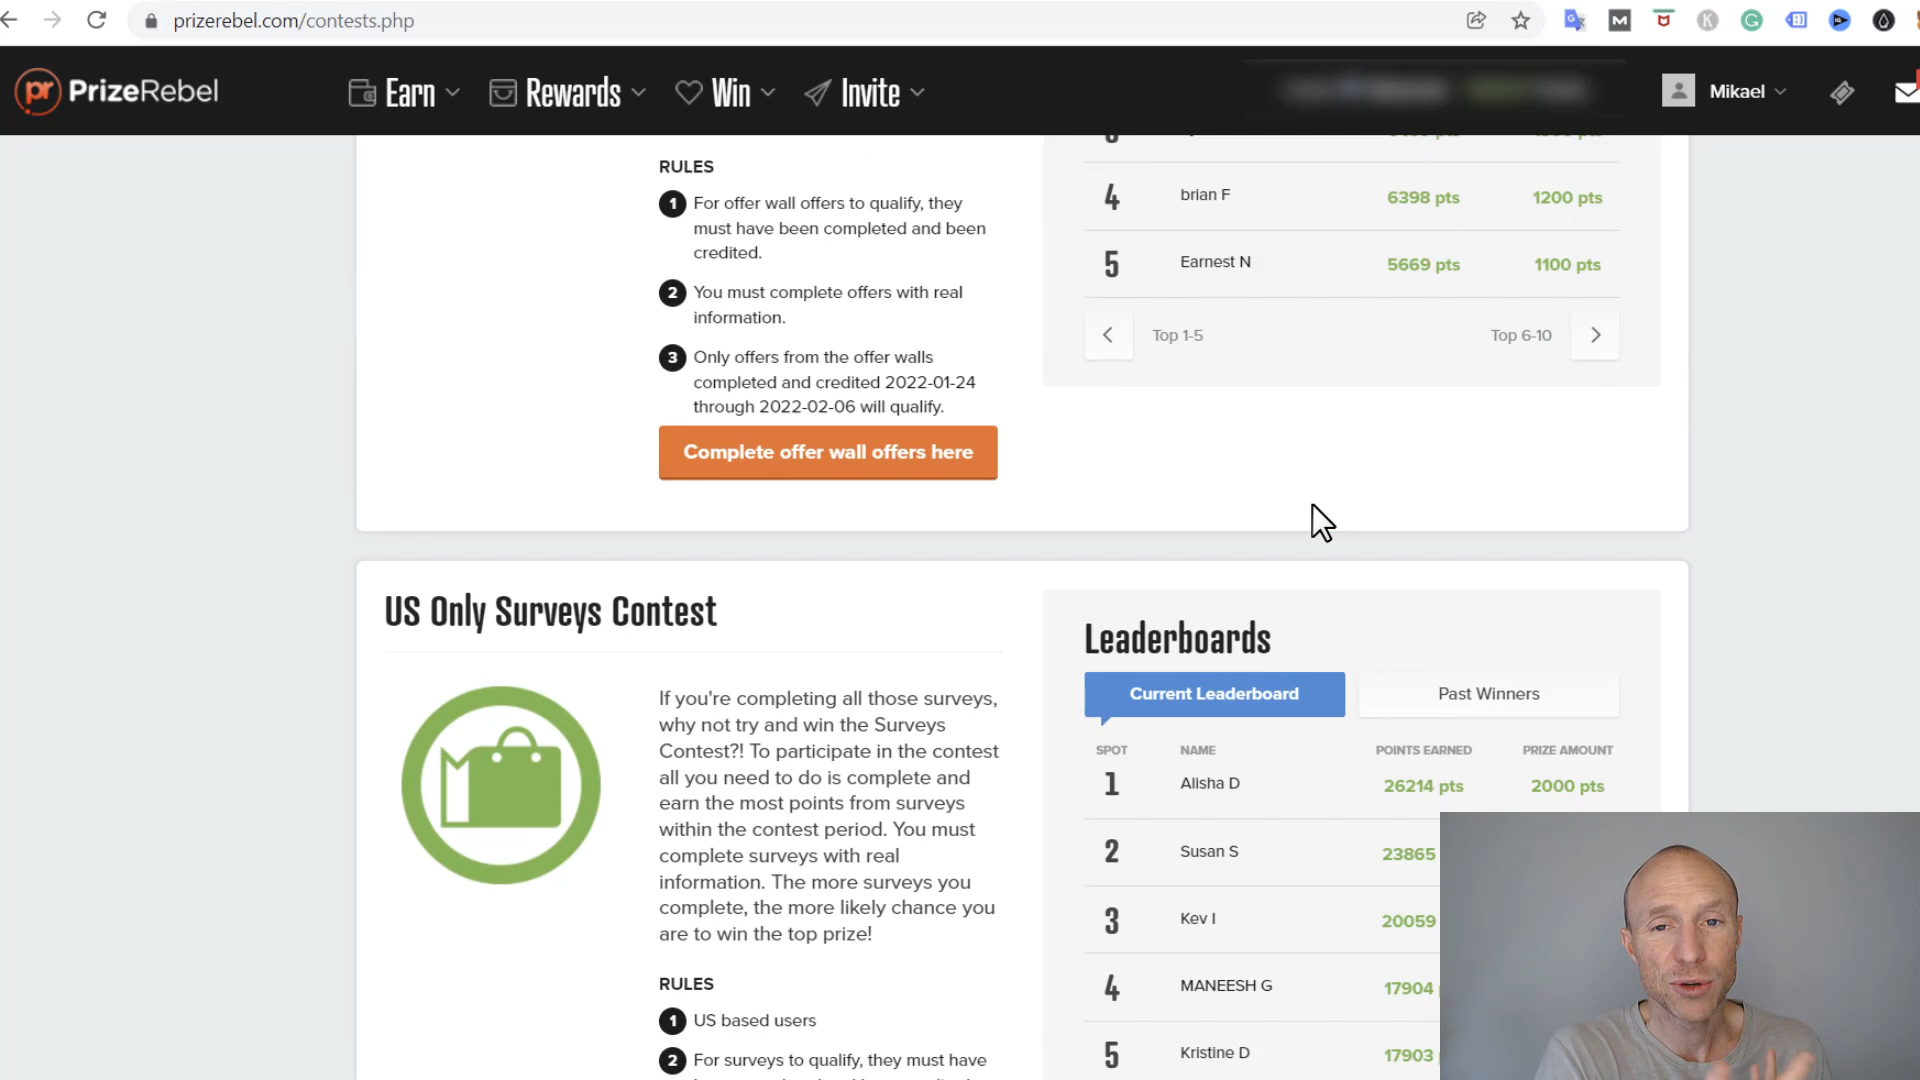 prizerebel.com/contests.php
PrizeRebel
Earn
Rewards
Win
Invite
Mikael
RULES
1 For offer wall offers to qualify, they
must have been completed and been
credited.
2 You must complete offers with real
information.
3 Only offers from the offer walls
completed and credited 2022-01-24
through 2022-02-06 will qualify.
Complete offer wall offers here
4 brian F 6398 pts 1200 pts
5 Earnest N 5669 pts 1100 pts
Top 1-5 Top 6-10
US Only Surveys Contest
If you're completing all those surveys,
why not try and win the Surveys
Contest?! To participate in the contest
all you need to do is complete and
earn the most points from surveys
within the contest period. You must
complete surveys with real
information. The more surveys you
complete, the more likely chance you
are to win the top prize!
RULES
1 US based users
2 For surveys to qualify, they must have
Leaderboards
Current Leaderboard Past Winners
SPOT NAME POINTS EARNED PRIZE AMOUNT
1 Alisha D 26214 pts 2000 pts
2 Susan S 23865
3 Kev I 20059
4 MANEESH G 17904
5 Kristine D 17903